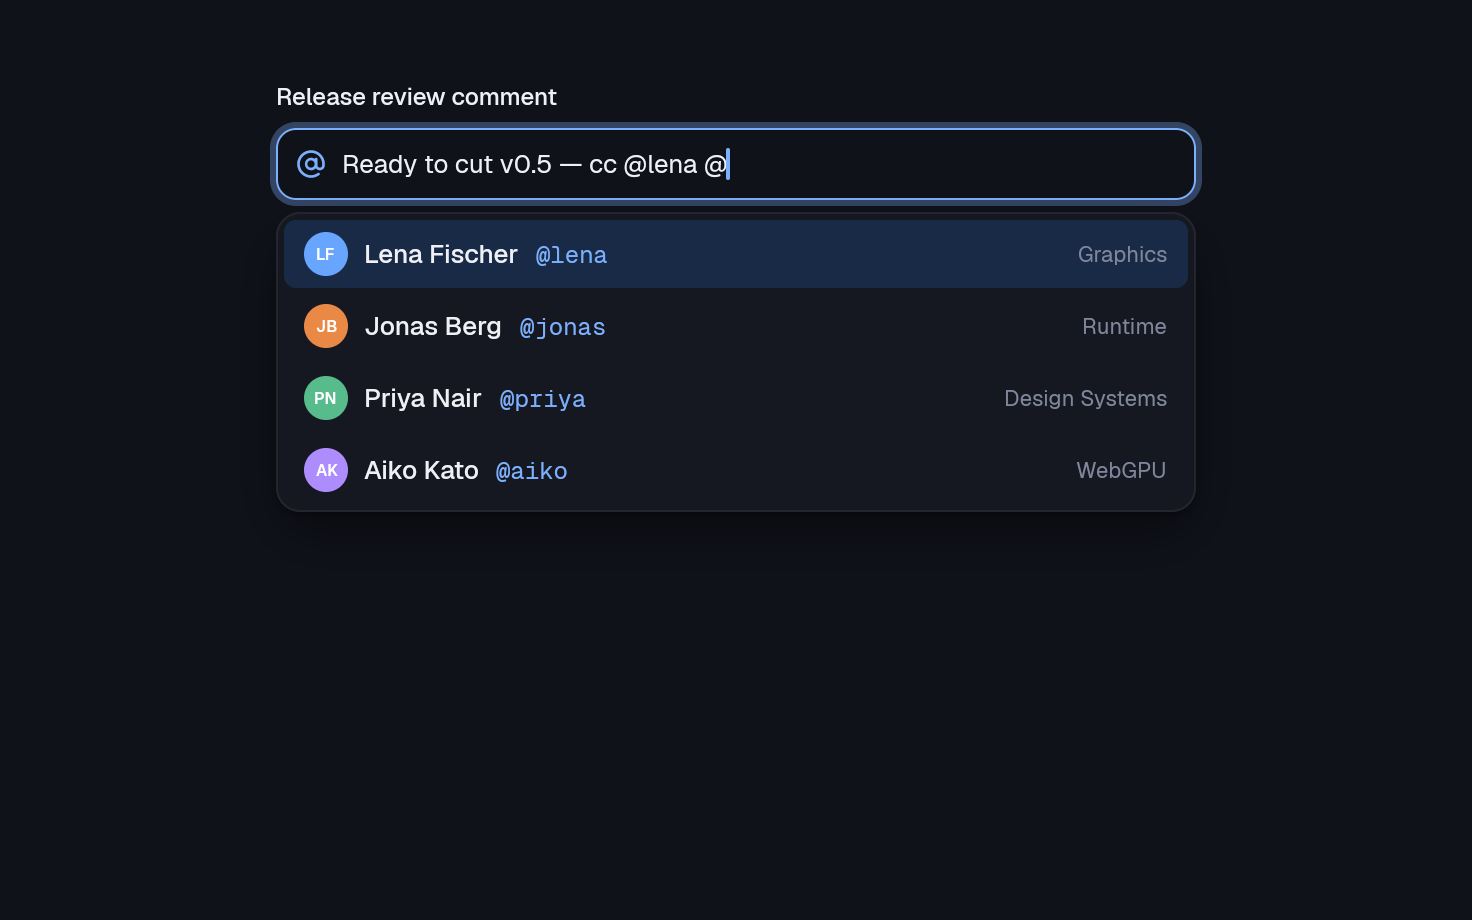 Release review comment
@ Ready to cut v0.5 — cc @lena @
LF Lena Fischer @lena Graphics
JB Jonas Berg @jonas Runtime
PN Priya Nair @priya Design Systems
AK Aiko Kato @aiko WebGPU